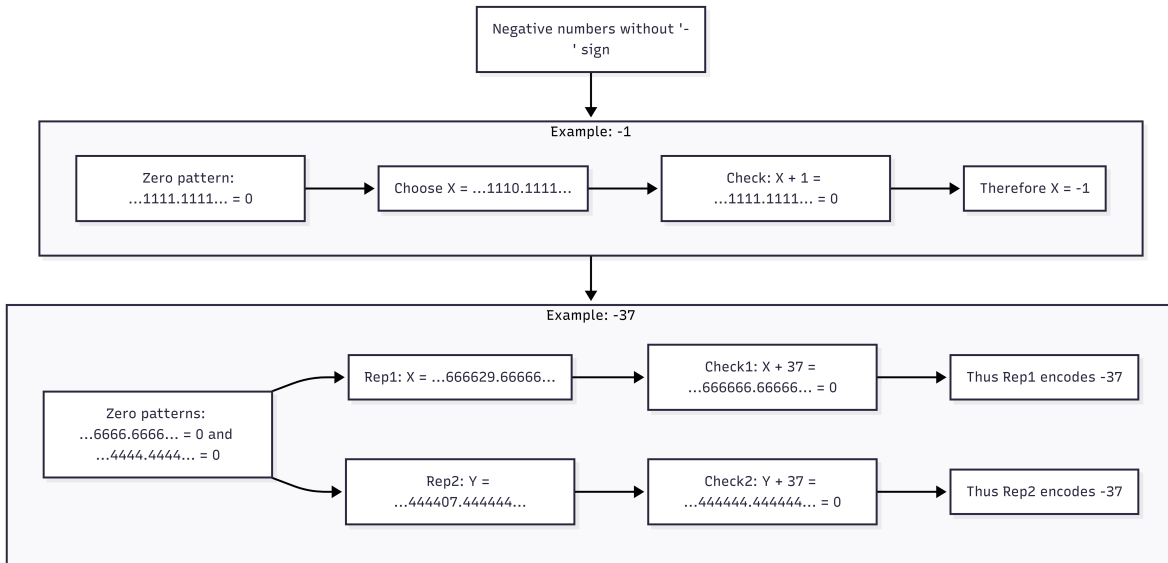 Negative numbers without '-
' sign
Example: -1
Zero pattern:
...1111.1111... = 0
Choose X = ...1110.1111...
Check: X + 1 =
...1111.1111... = 0
Therefore X = -1
Example: -37
Zero patterns:
...6666.6666... = 0 and
...4444.4444... = 0
Rep1: X = ...666629.66666...
Check1: X + 37 =
...666666.66666... = 0
Thus Rep1 encodes -37
Rep2: Y =
...444407.444444...
Check2: Y + 37 =
...444444.444444... = 0
Thus Rep2 encodes -37